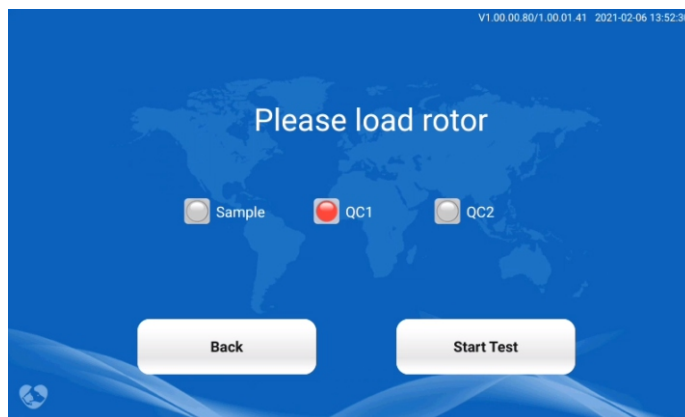 V1.00.00.80/1.00.01.41 2021-02-06 13:52:30
Please load rotor
Sample QC1 QC2
Back Start Test